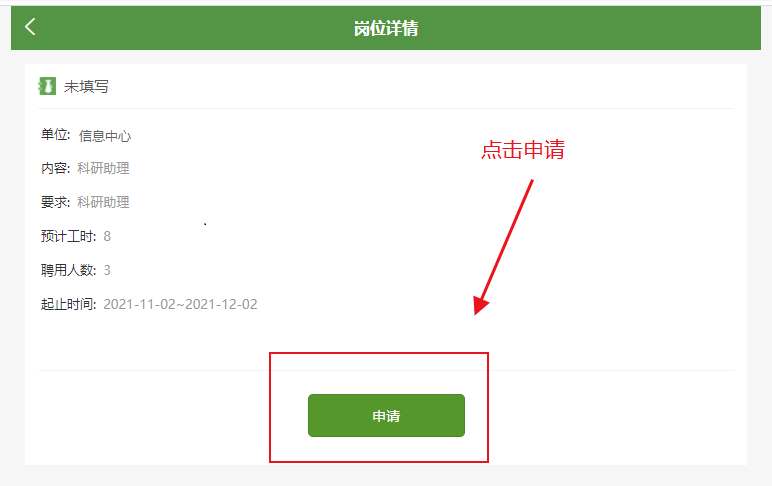 岗位详情
未填写
单位: 信息中心
点击申请
内容: 科研助理
要求: 科研助理
预计工时: 8
聘用人数: 3
起止时间: 2021-11-02~2021-12-02
申请